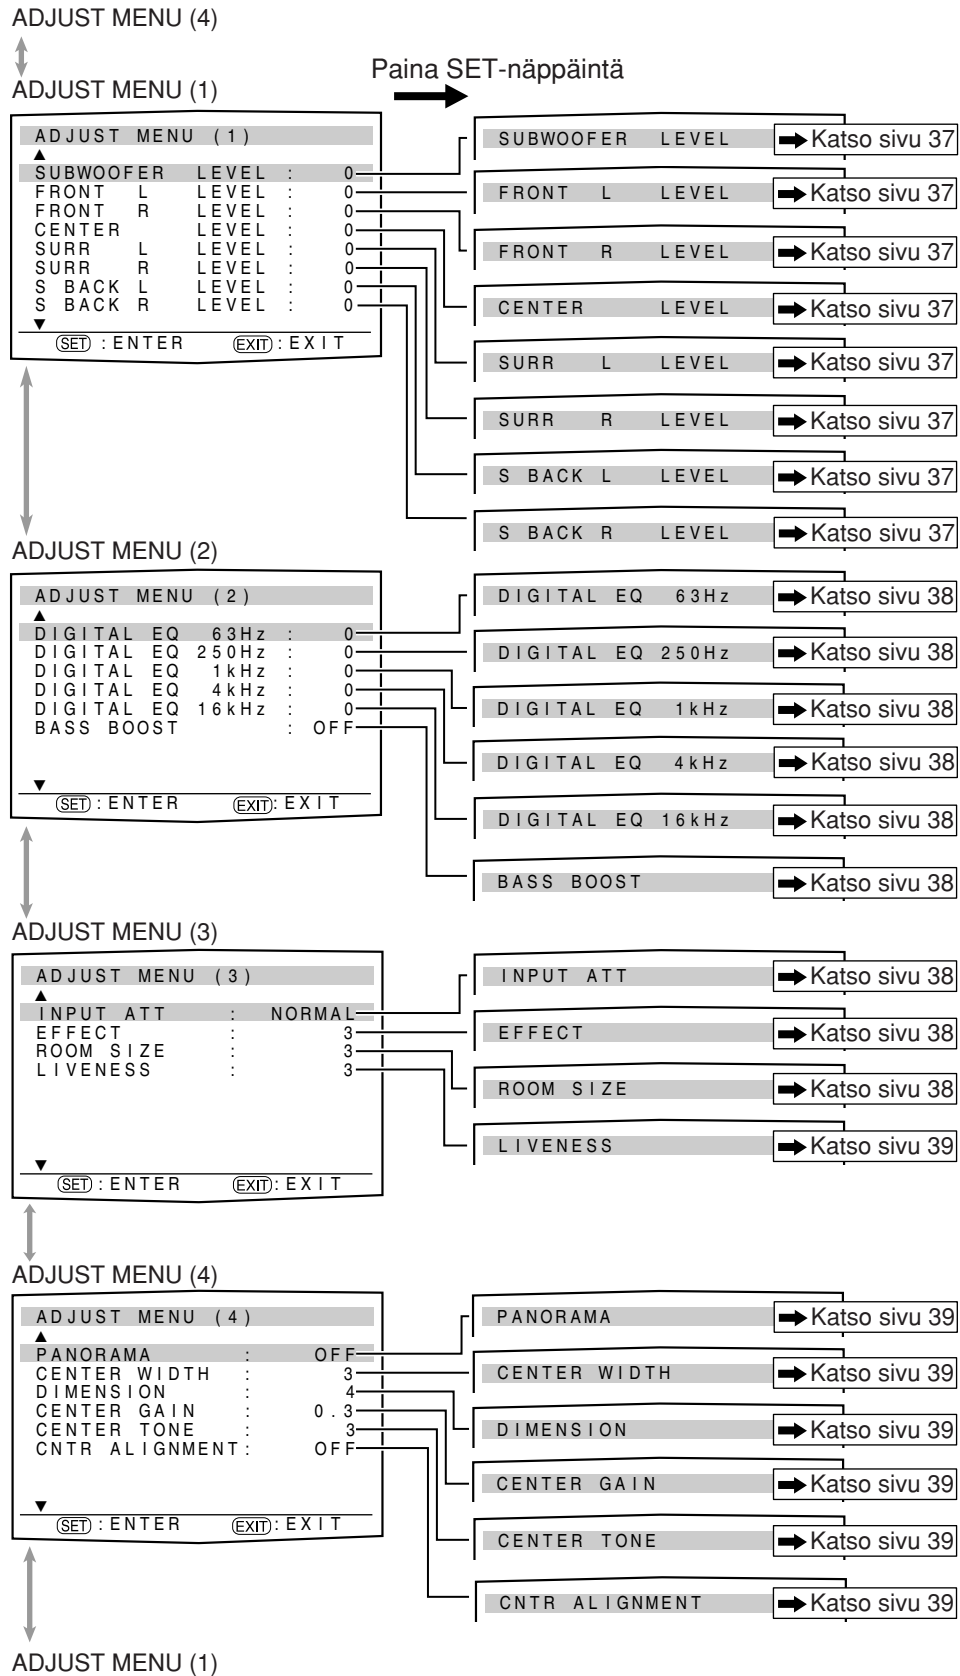 ADJUST MENU (4)
ADJUST MENU (1)
Paina SET-näppäintä
ADJUST MENU (1)
SUBWOOFER LEVEL : 0
FRONT L LEVEL : 0
FRONT R LEVEL : 0
CENTER LEVEL : 0
SURR L LEVEL : 0
SURR R LEVEL : 0
S BACK L LEVEL : 0
S BACK R LEVEL : 0
SET : ENTER EXIT : EXIT
SUBWOOFER LEVEL Katso sivu 37
FRONT L LEVEL Katso sivu 37
FRONT R LEVEL Katso sivu 37
CENTER LEVEL Katso sivu 37
SURR L LEVEL Katso sivu 37
SURR R LEVEL Katso sivu 37
S BACK L LEVEL Katso sivu 37
S BACK R LEVEL Katso sivu 37
ADJUST MENU (2)
ADJUST MENU (2)
DIGITAL EQ 63Hz : 0
DIGITAL EQ 250Hz : 0
DIGITAL EQ 1kHz : 0
DIGITAL EQ 4kHz : 0
DIGITAL EQ 16kHz : 0
BASS BOOST : OFF
SET : ENTER EXIT : EXIT
DIGITAL EQ 63Hz Katso sivu 38
DIGITAL EQ 250Hz Katso sivu 38
DIGITAL EQ 1kHz Katso sivu 38
DIGITAL EQ 4kHz Katso sivu 38
DIGITAL EQ 16kHz Katso sivu 38
BASS BOOST Katso sivu 38
ADJUST MENU (3)
ADJUST MENU (3)
INPUT ATT : NORMAL
EFFECT : 3
ROOM SIZE : 3
LIVENESS : 3
SET : ENTER EXIT : EXIT
INPUT ATT Katso sivu 38
EFFECT Katso sivu 38
ROOM SIZE Katso sivu 38
LIVENESS Katso sivu 39
ADJUST MENU (4)
ADJUST MENU (4)
PANORAMA : OFF
CENTER WIDTH : 3
DIMENSION : 4
CENTER GAIN : 0.3
CENTER TONE : 3
CNTR ALIGNMENT : OFF
SET : ENTER EXIT : EXIT
PANORAMA Katso sivu 39
CENTER WIDTH Katso sivu 39
DIMENSION Katso sivu 39
CENTER GAIN Katso sivu 39
CENTER TONE Katso sivu 39
CNTR ALIGNMENT Katso sivu 39
ADJUST MENU (1)